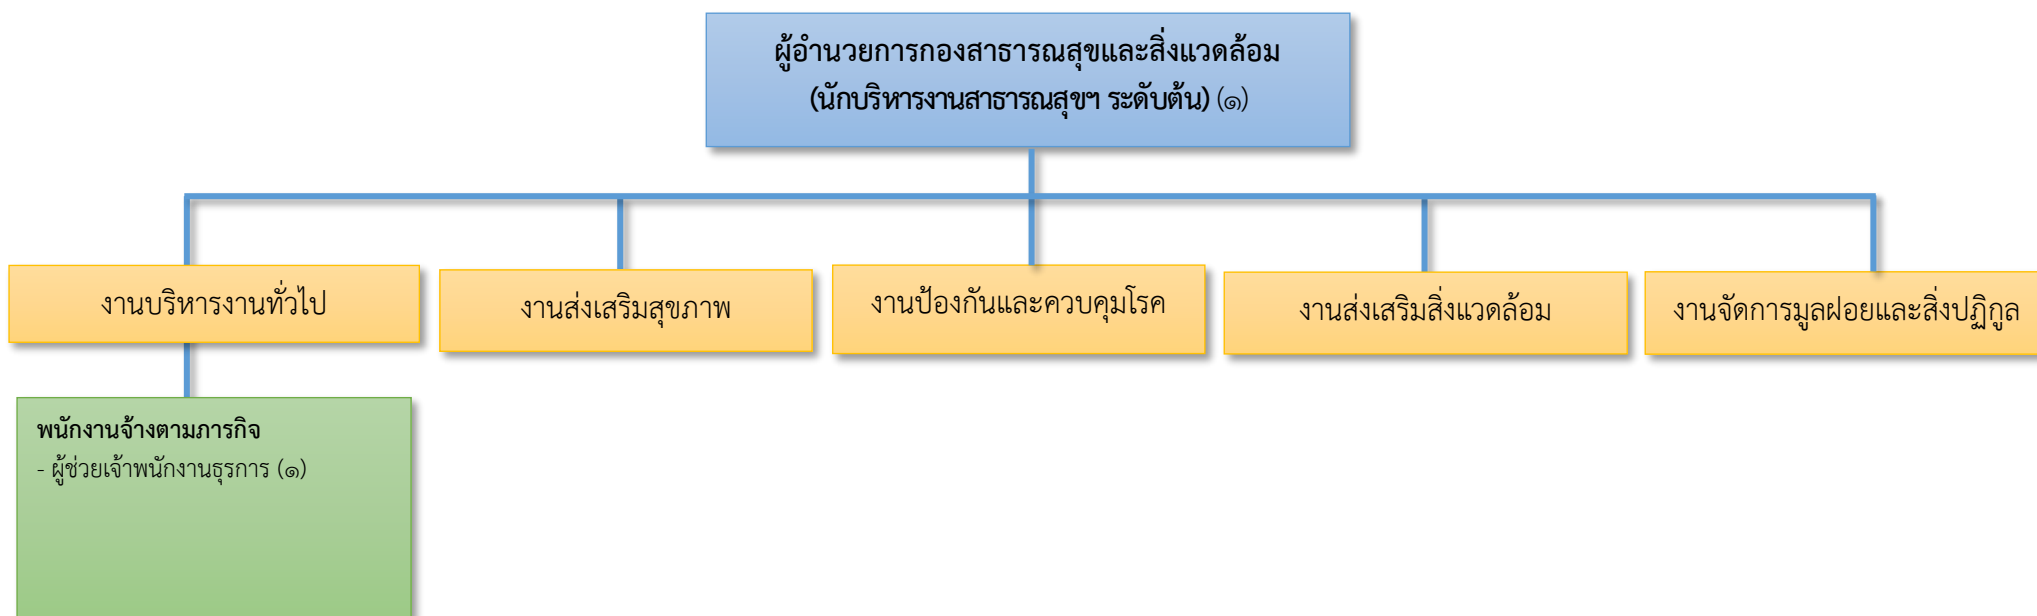 ผู้อำนวยการกองสาธารณสุขและสิ่งแวดล้อม
(นักบริหารงานสาธารณสุขฯ ระดับต้น) (๑)
งานบริหารงานทั่วไป
งานส่งเสริมสุขภาพ
งานป้องกันและควบคุมโรค
งานส่งเสริมสิ่งแวดล้อม
งานจัดการมูลฝอยและสิ่งปฏิกูล
พนักงานจ้างตามภารกิจ
- ผู้ช่วยเจ้าพนักงานธุรการ (๑)